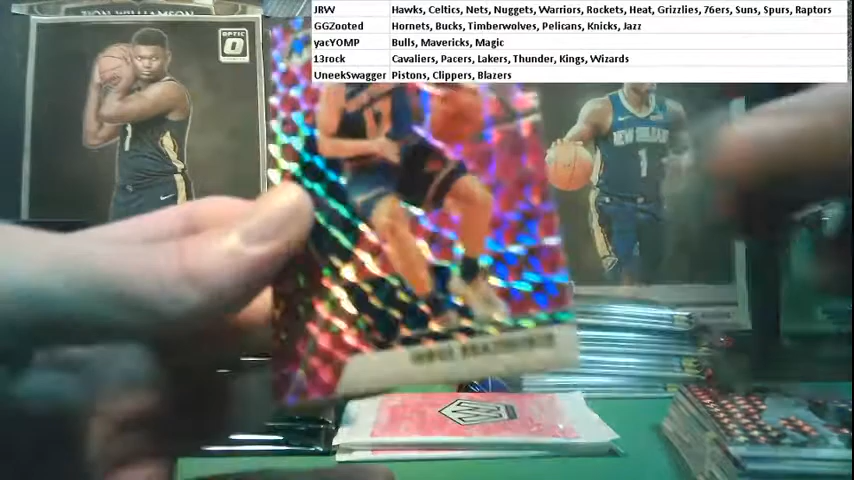 JRW Hawks, Celtics, Nets, Nuggets, Warriors, Rockets, Heat, Grizzlies, 76ers, Suns, Spurs, Raptors
GGZooted Hornets, Bucks, Timberwolves, Pelicans, Knicks, Jazz
yacYOMP Bulls, Mavericks, Magic
13rock Cavaliers, Pacers, Lakers, Thunder, Kings, Wizards
UneekSwagger Pistons, Clippers, Blazers
ZION WILLIAMSON
OPTIC
NEW ORLEANS
1